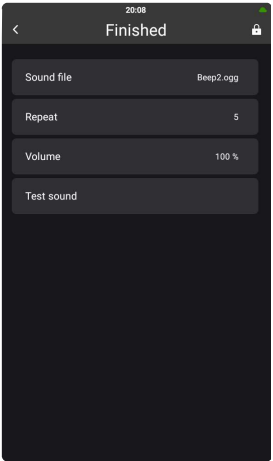 20:08
Finished
Sound file Beep2.ogg
Repeat 5
Volume 100 %
Test sound